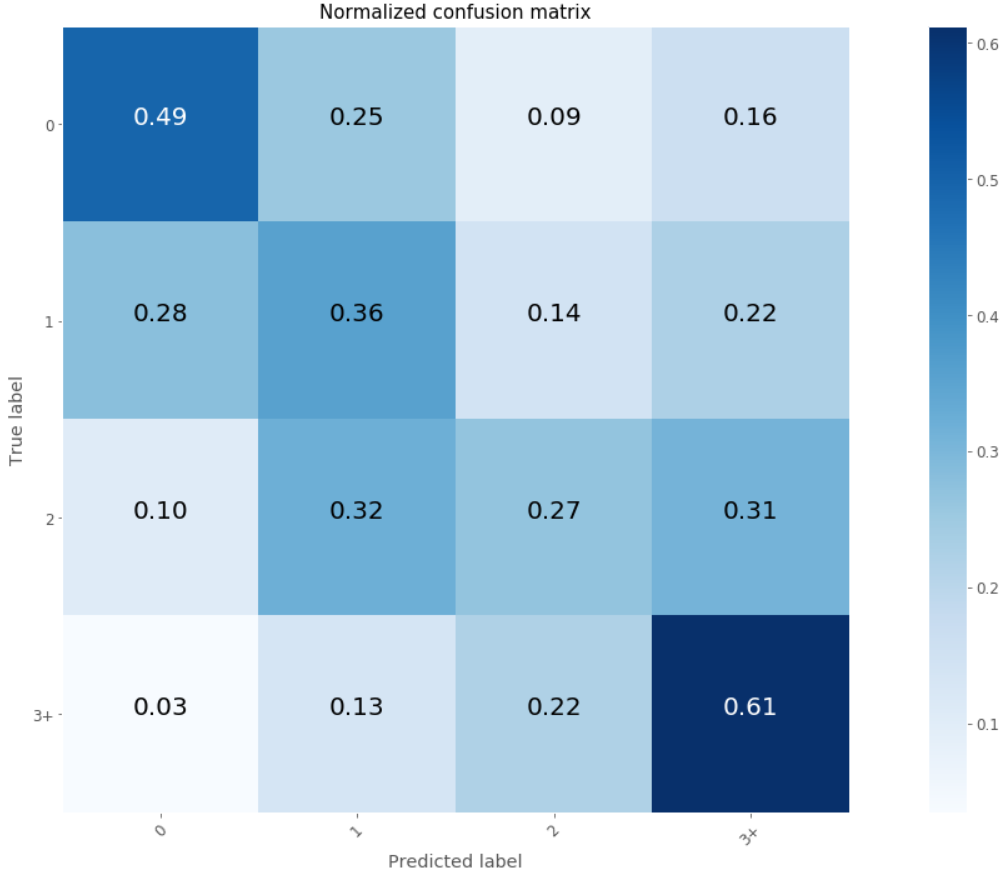 Normalized confusion matrix
True label
0
0.49 0.25 0.09 0.16
1
0.28 0.36 0.14 0.22
2
0.10 0.32 0.27 0.31
3+
0.03 0.13 0.22 0.61
0 1 2 3+
Predicted label
0.6
0.5
0.4
0.3
0.2
0.1